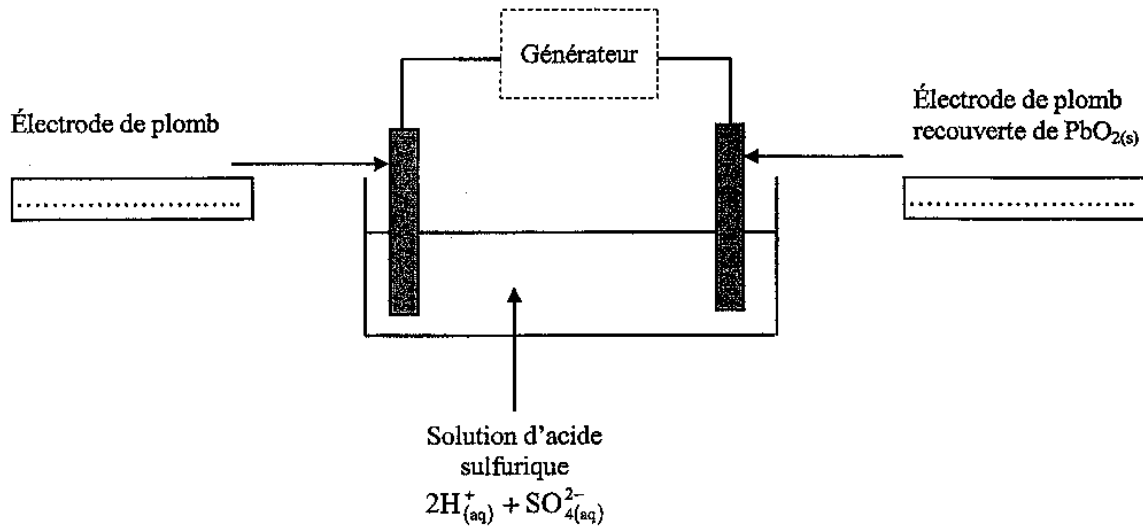 Générateur
Électrode de plomb
Électrode de plomb
recouverte de PbO₂(s)
........................
........................
Solution d'acide
sulfurique
2H⁺(aq) + SO₄²⁻(aq)